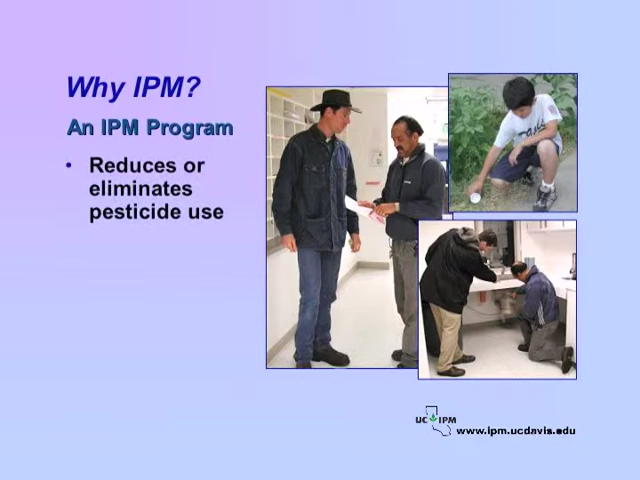 Why IPM?
An IPM Program
• Reduces or
eliminates
pesticide use
UC IPM
www.ipm.ucdavis.edu